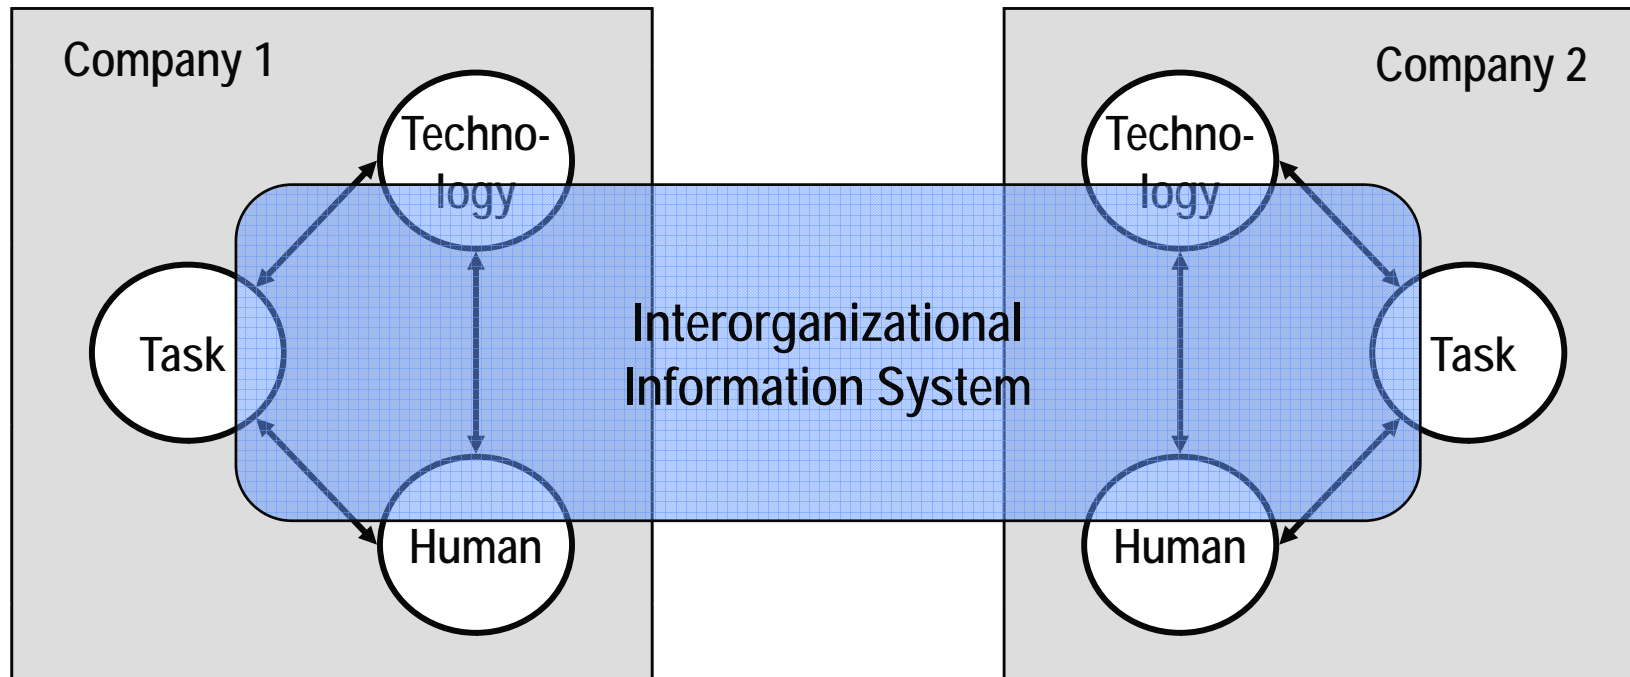 Company 1
Company 2
Techno-
logy
Techno-
logy
Task
Interorganizational
Information System
Task
Human
Human